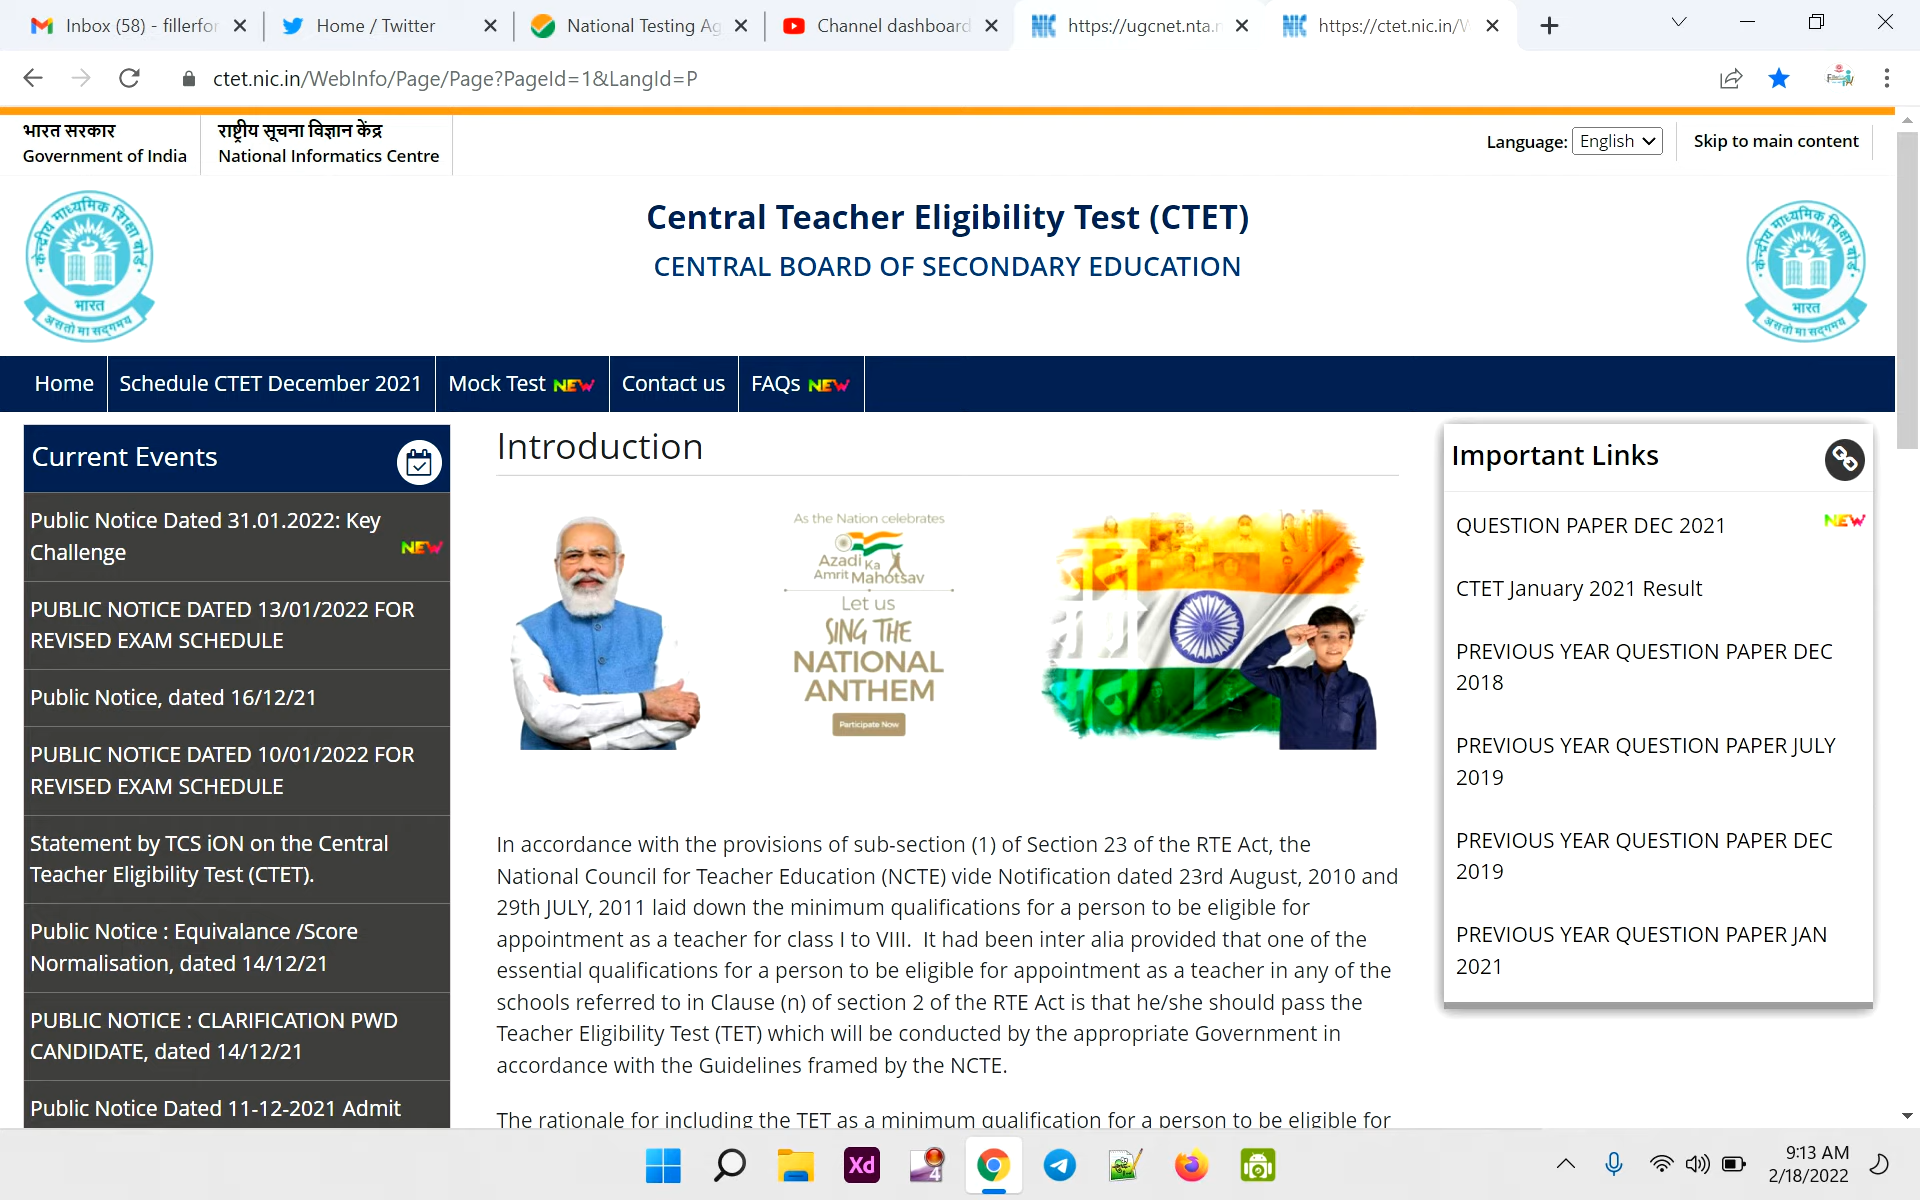 Inbox (58) - fillerfor
Home / Twitter
National Testing Ag
Channel dashboard
https://ugcnet.nta.n
https://ctet.nic.in/W
ctet.nic.in/WebInfo/Page/Page?PageId=1&LangId=P
भारत सरकार
Government of India
राष्ट्रीय सूचना विज्ञान केंद्र
National Informatics Centre
Language: English
Skip to main content
केन्द्रीय माध्यमिक शिक्षा बोर्ड
भारत
असतो मा सद्गमय
Central Teacher Eligibility Test (CTET)
CENTRAL BOARD OF SECONDARY EDUCATION
केन्द्रीय माध्यमिक शिक्षा बोर्ड
भारत
असतो मा सद्गमय
Home
Schedule CTET December 2021
Mock Test NEW
Contact us
FAQs NEW
Current Events
Public Notice Dated 31.01.2022: Key
Challenge NEW
PUBLIC NOTICE DATED 13/01/2022 FOR
REVISED EXAM SCHEDULE
Public Notice, dated 16/12/21
PUBLIC NOTICE DATED 10/01/2022 FOR
REVISED EXAM SCHEDULE
Statement by TCS iON on the Central
Teacher Eligibility Test (CTET).
Public Notice : Equivalance /Score
Normalisation, dated 14/12/21
PUBLIC NOTICE : CLARIFICATION PWD
CANDIDATE, dated 14/12/21
Public Notice Dated 11-12-2021 Admit
Introduction
As the Nation celebrates
Azadi Ka
Amrit Mahotsav
Let us
SING THE
NATIONAL
ANTHEM
Participate Now
In accordance with the provisions of sub-section (1) of Section 23 of the RTE Act, the
National Council for Teacher Education (NCTE) vide Notification dated 23rd August, 2010 and
29th JULY, 2011 laid down the minimum qualifications for a person to be eligible for
appointment as a teacher for class I to VIII.  It had been inter alia provided that one of the
essential qualifications for a person to be eligible for appointment as a teacher in any of the
schools referred to in Clause (n) of section 2 of the RTE Act is that he/she should pass the
Teacher Eligibility Test (TET) which will be conducted by the appropriate Government in
accordance with the Guidelines framed by the NCTE.
The rationale for including the TET as a minimum qualification for a person to be eligible for
Important Links
QUESTION PAPER DEC 2021 NEW
CTET January 2021 Result
PREVIOUS YEAR QUESTION PAPER DEC
2018
PREVIOUS YEAR QUESTION PAPER JULY
2019
PREVIOUS YEAR QUESTION PAPER DEC
2019
PREVIOUS YEAR QUESTION PAPER JAN
2021
Xd
4
9:13 AM
2/18/2022